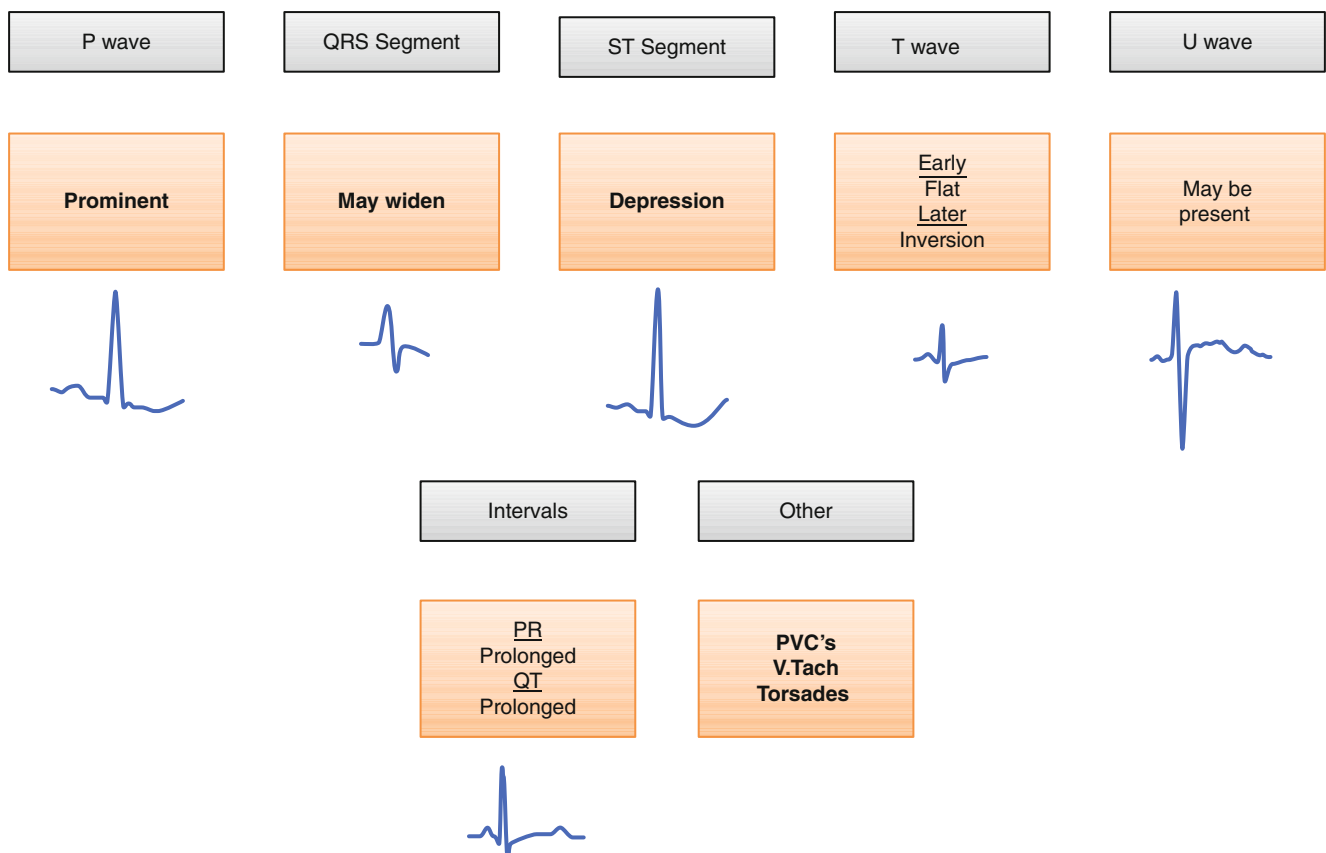 P wave
QRS Segment
ST Segment
T wave
U wave
Prominent
May widen
Depression
Early
Flat
Later
Inversion
May be
present
Intervals
Other
PR
Prolonged
QT
Prolonged
PVC's
V.Tach
Torsades